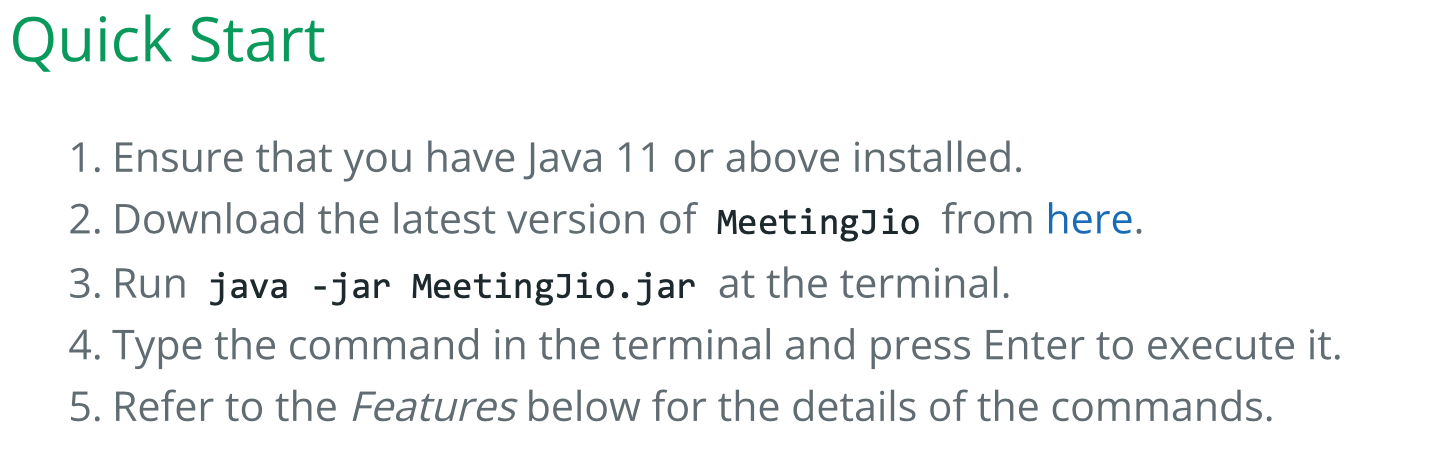 Quick Start
1. Ensure that you have Java 11 or above installed.
2. Download the latest version of MeetingJio from here.
3. Run java -jar MeetingJio.jar at the terminal.
4. Type the command in the terminal and press Enter to execute it.
5. Refer to the Features below for the details of the commands.